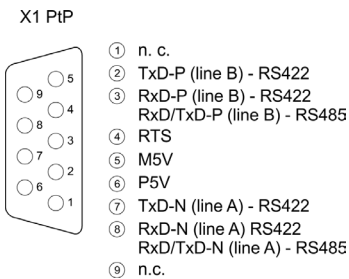 X1 PtP
5
9
4
8
3
7
2
6
1
1 n. c.
2 TxD-P (line B) - RS422
3 RxD-P (line B) - RS422
RxD/TxD-P (line B) - RS485
4 RTS
5 M5V
6 P5V
7 TxD-N (line A) - RS422
8 RxD-N (line A) RS422
RxD/TxD-N (line A) - RS485
9 n.c.